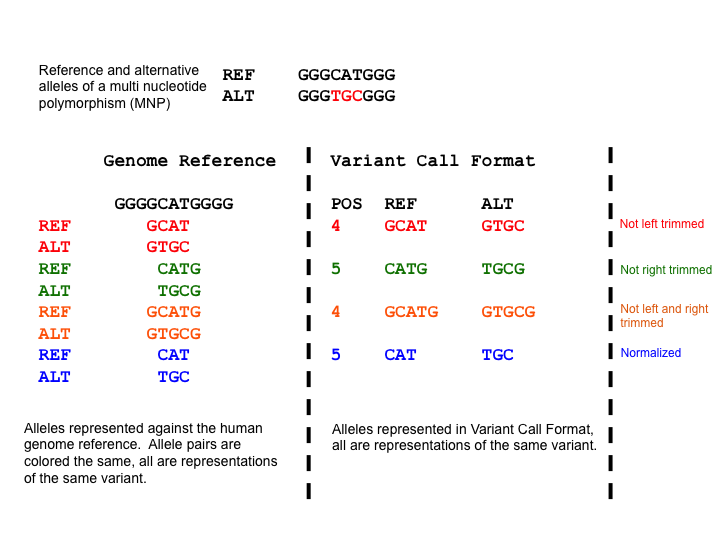 Reference and alternative
alleles of a multi nucleotide
polymorphism (MNP)
REF GGGCATGGG
ALT GGGTGCGGG
Genome Reference
GGGGCATGGGG
REF GCAT
ALT GTGC
REF CATG
ALT TGCG
REF GCATG
ALT GTGCG
REF CAT
ALT TGC
Alleles represented against the human
genome reference. Allele pairs are
colored the same, all are representations
of the same variant.
Variant Call Format
POS REF ALT
4 GCAT GTGC
5 CATG TGCG
4 GCATG GTGCG
5 CAT TGC
Alleles represented in Variant Call Format,
all are representations of the same variant.
Not left trimmed
Not right trimmed
Not left and right
trimmed
Normalized